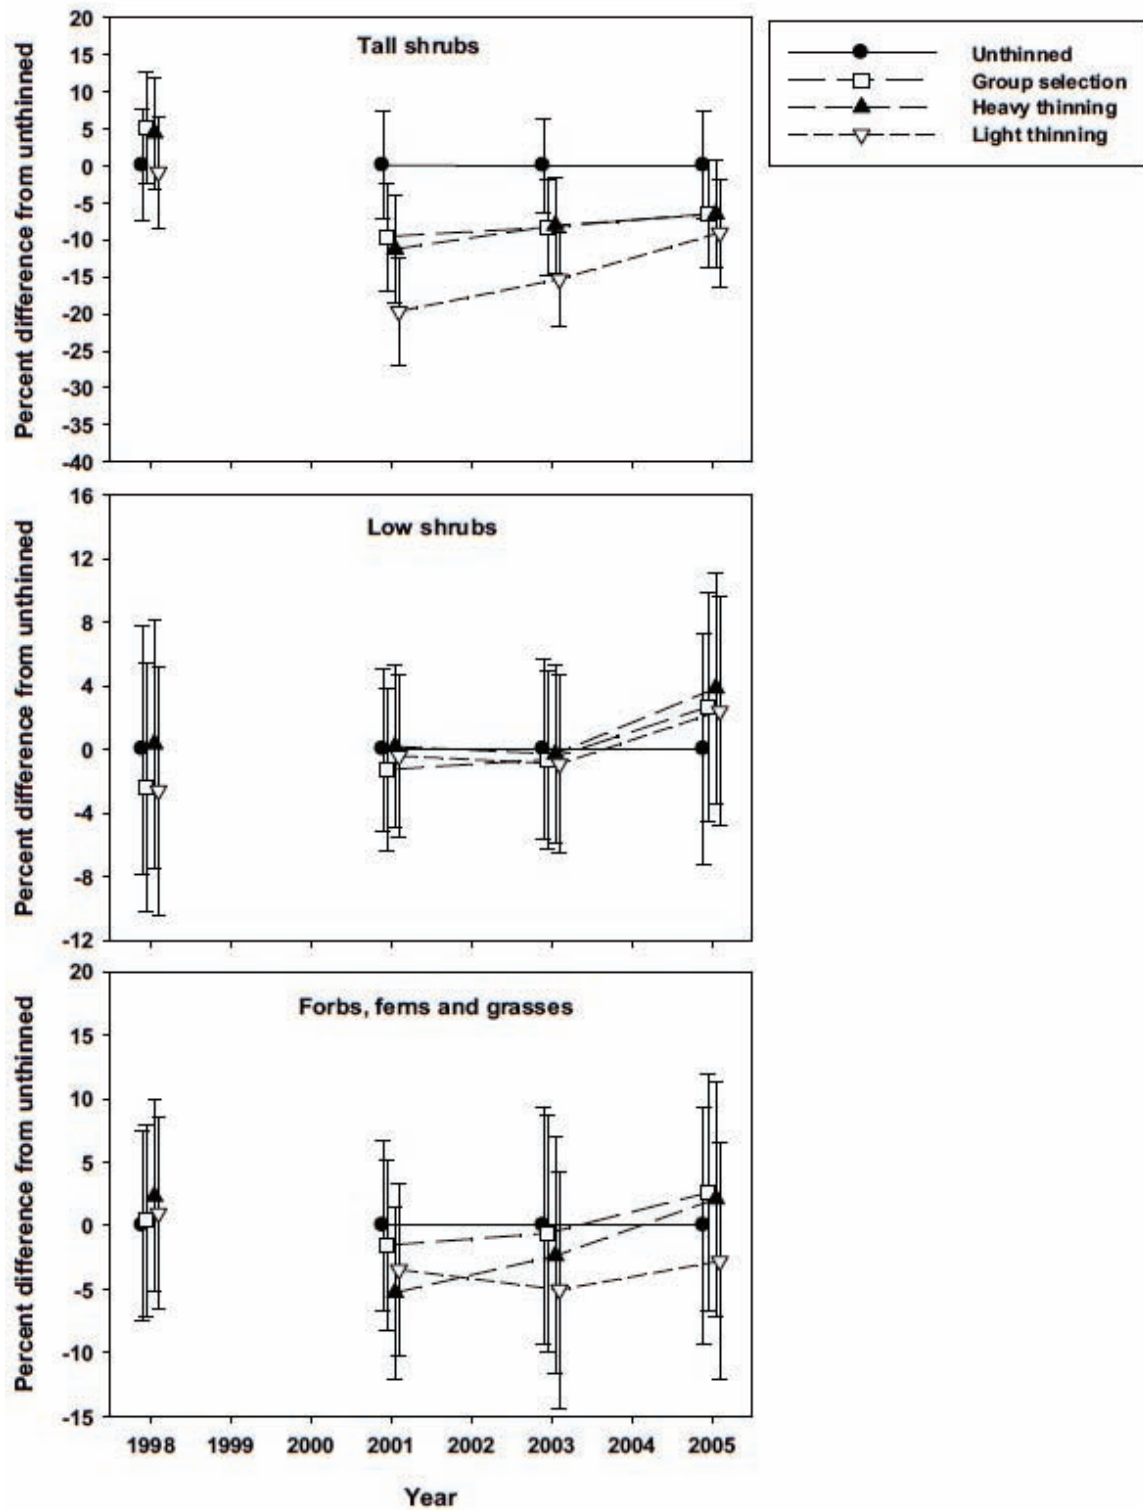 Percent difference from unthinned
20
15
10
5
0
-5
-10
-15
-20
-25
-30
-35
-40
Tall shrubs
Unthinned
Group selection
Heavy thinning
Light thinning
Percent difference from unthinned
16
12
8
4
0
-4
-8
-12
Low shrubs
Percent difference from unthinned
20
15
10
5
0
-5
-10
-15
Forbs, ferns and grasses
1998 1999 2000 2001 2002 2003 2004 2005
Year